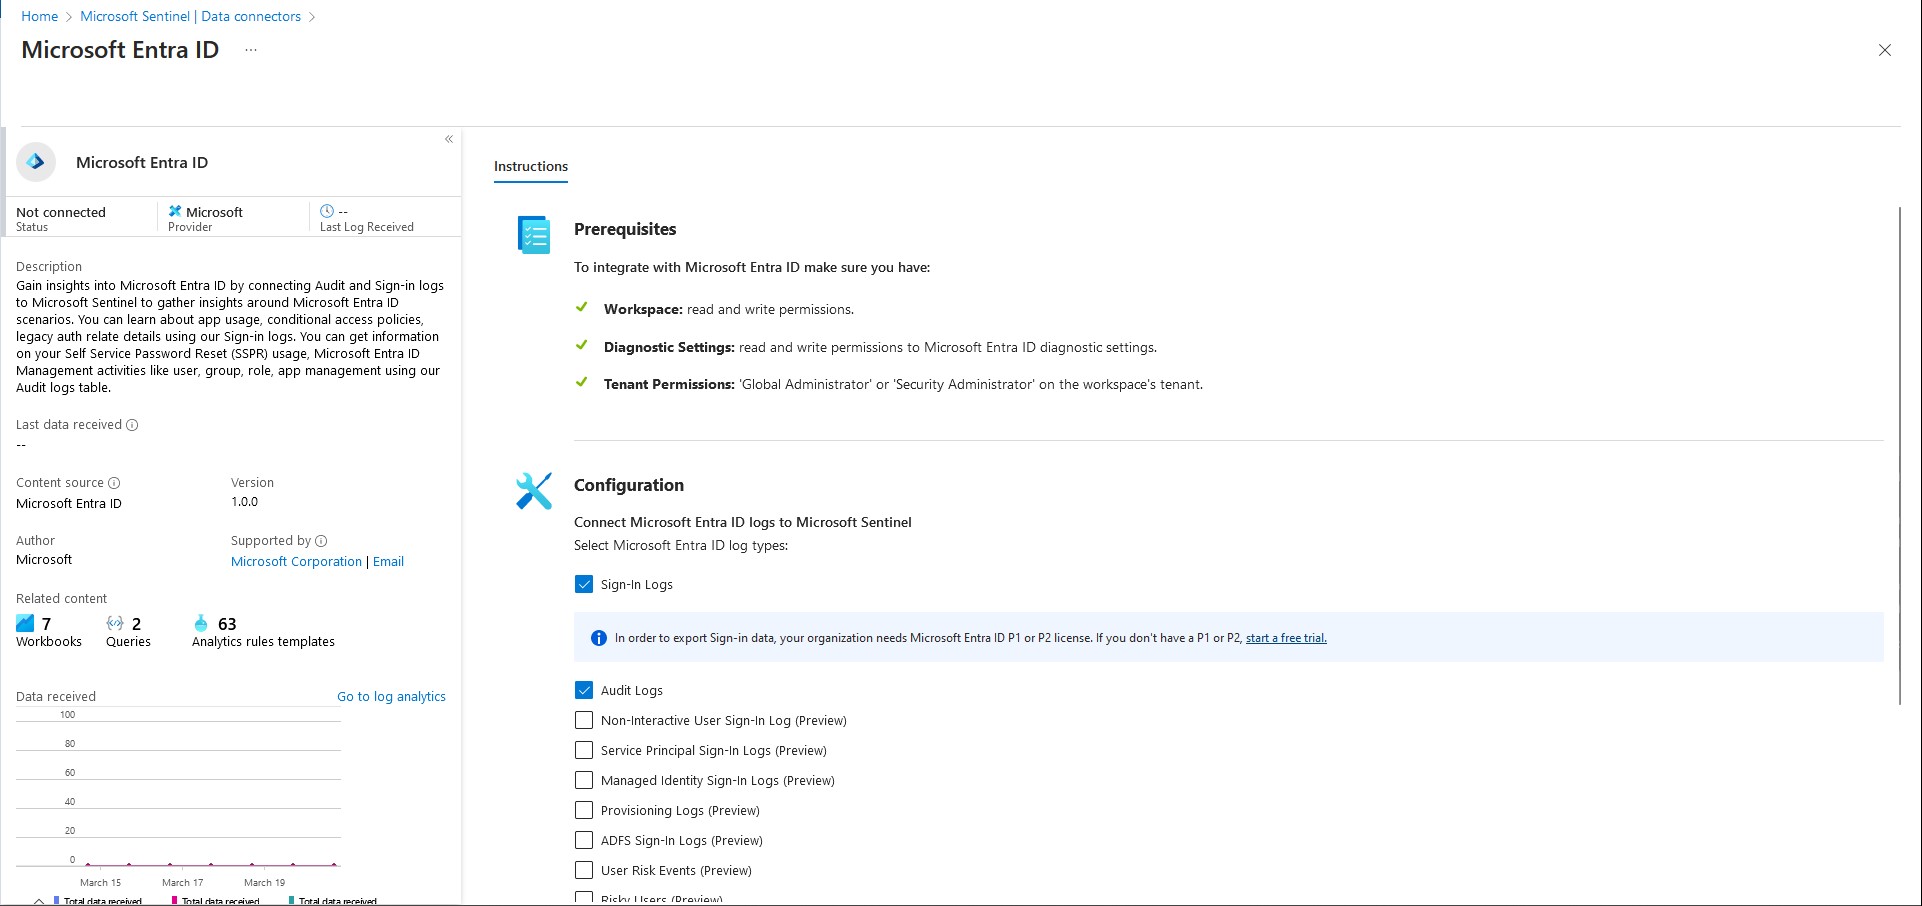 Home > Microsoft Sentinel | Data connectors >
Microsoft Entra ID ...
Microsoft Entra ID
Not connected
Status
Microsoft
Provider
--
Last Log Received
Description
Gain insights into Microsoft Entra ID by connecting Audit and Sign-in logs
to Microsoft Sentinel to gather insights around Microsoft Entra ID
scenarios. You can learn about app usage, conditional access policies,
legacy auth relate details using our Sign-in logs. You can get information
on your Self Service Password Reset (SSPR) usage, Microsoft Entra ID
Management activities like user, group, role, app management using our
Audit logs table.
Last data received
--
Content source
Microsoft Entra ID
Version
1.0.0
Author
Microsoft
Supported by
Microsoft Corporation | Email
Related content
7
Workbooks
2
Queries
63
Analytics rules templates
Data received
Go to log analytics
100
80
60
40
20
0
March 15 March 17 March 19
Total data received Total data received Total data received
Instructions
Prerequisites
To integrate with Microsoft Entra ID make sure you have:
Workspace: read and write permissions.
Diagnostic Settings: read and write permissions to Microsoft Entra ID diagnostic settings.
Tenant Permissions: 'Global Administrator' or 'Security Administrator' on the workspace's tenant.
Configuration
Connect Microsoft Entra ID logs to Microsoft Sentinel
Select Microsoft Entra ID log types:
Sign-In Logs
In order to export Sign-in data, your organization needs Microsoft Entra ID P1 or P2 license. If you don't have a P1 or P2, start a free trial.
Audit Logs
Non-Interactive User Sign-In Log (Preview)
Service Principal Sign-In Logs (Preview)
Managed Identity Sign-In Logs (Preview)
Provisioning Logs (Preview)
ADFS Sign-In Logs (Preview)
User Risk Events (Preview)
Risky Users (Preview)